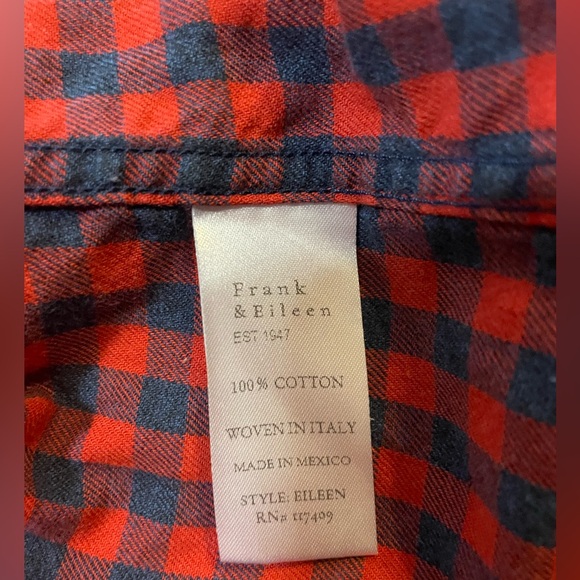 Frank
& Eileen
EST 1947
100% COTTON
WOVEN IN ITALY
MADE IN MEXICO
STYLE: EILEEN
RN# 117409